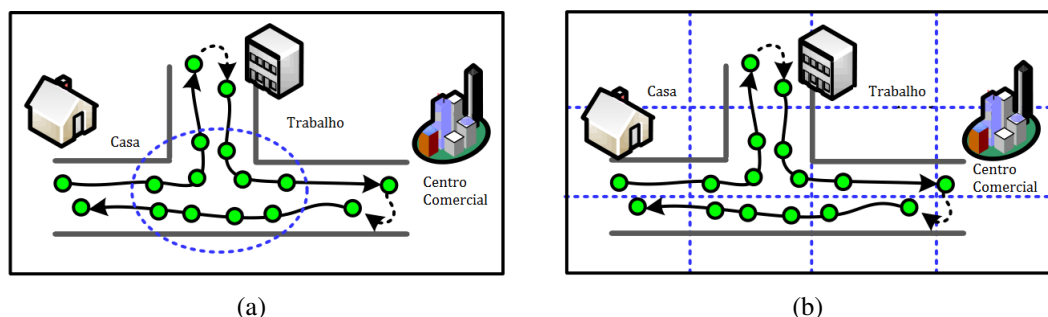 Casa
Trabalho
Centro
Comercial
(a)
Casa
Trabalho
Centro
Comercial
(b)